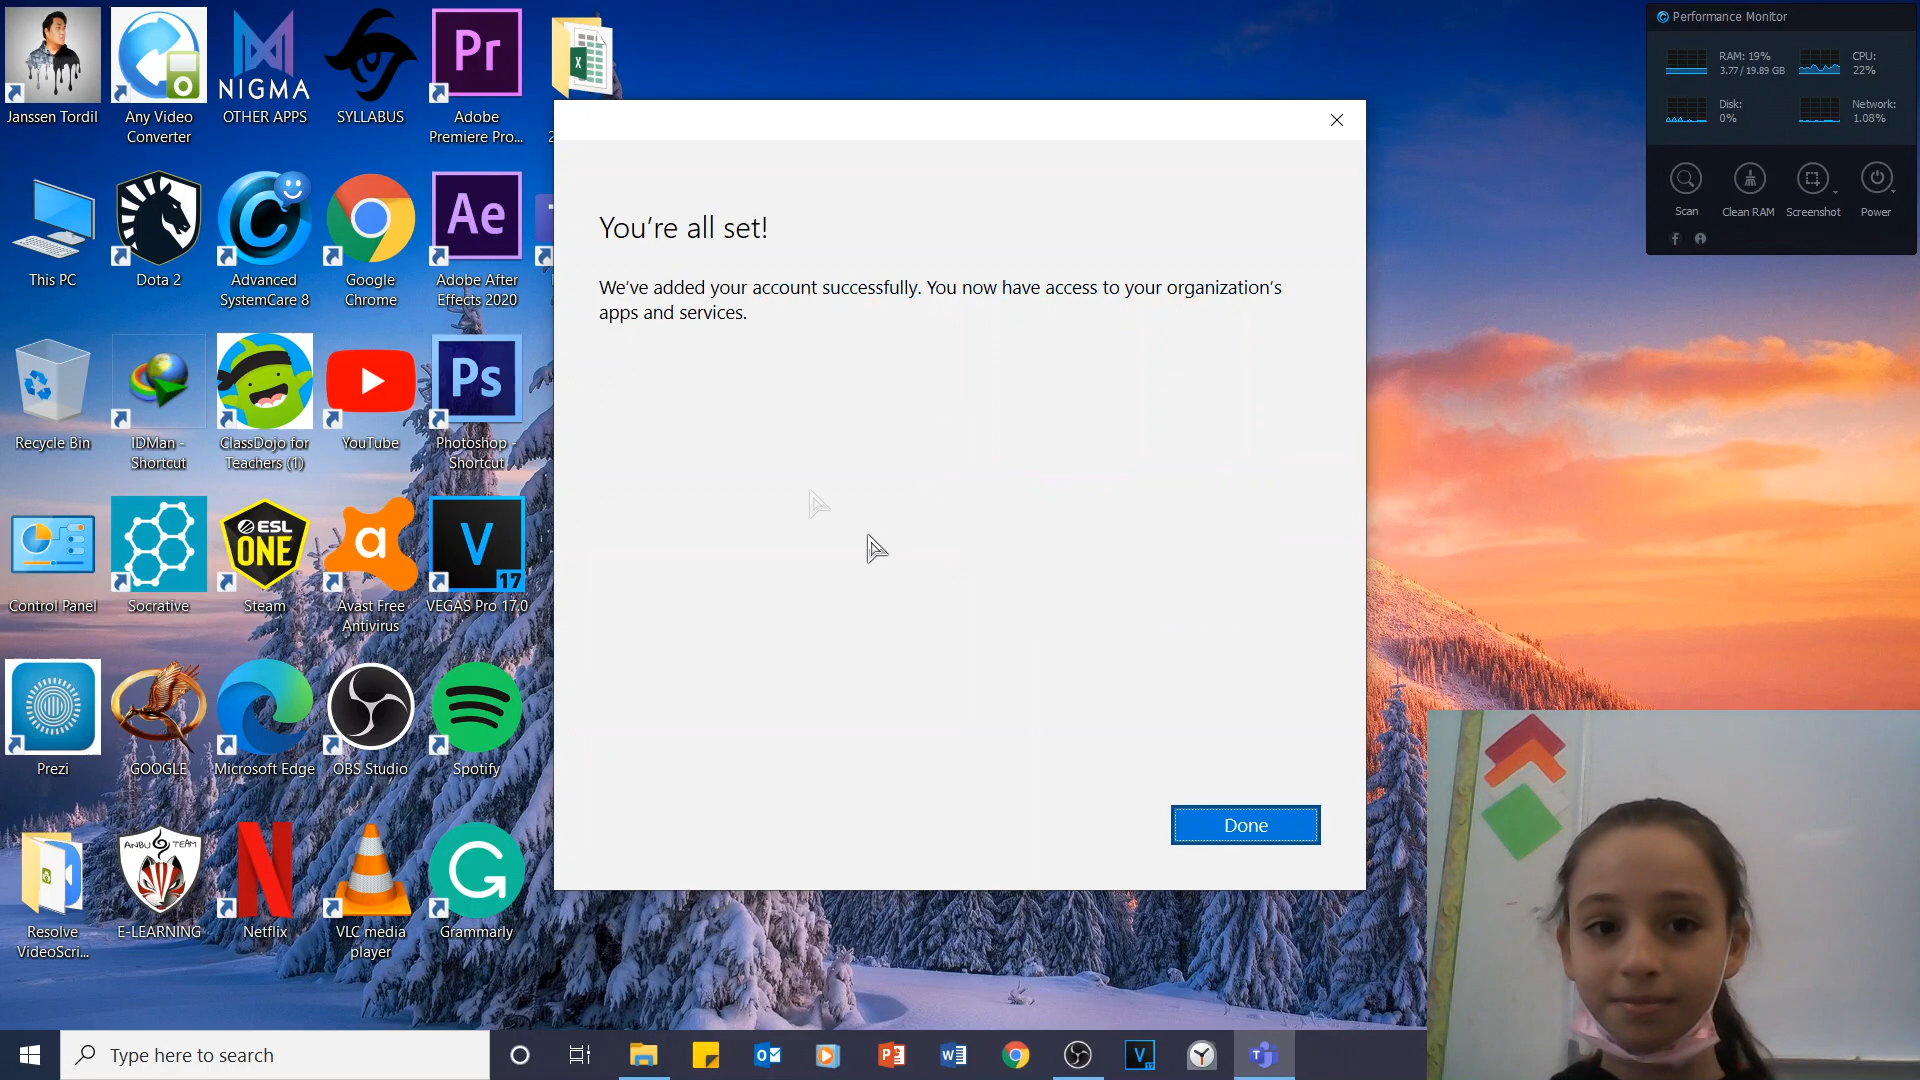 Janssen Tordil
Any Video
Converter
NIGMA
OTHER APPS
SYLLABUS
Pr
Adobe
Premiere Pro...
X
2
This PC
Dota 2
Advanced
SystemCare 8
Google
Chrome
Ae
Adobe After
Effects 2020
Recycle Bin
IDMan -
Shortcut
ClassDojo for
Teachers (1)
YouTube
Ps
Photoshop -
Shortcut
Control Panel
Socrative
ESL
ONE
Steam
a
Avast Free
Antivirus
V
17
VEGAS Pro 17.0
Prezi
GOOGLE
Microsoft Edge
OBS Studio
Spotify
Resolve
VideoScri...
ANBU TEAM
E-LEARNING
Netflix
VLC media
player
G
Grammarly
You're all set!
We've added your account successfully. You now have access to your organization's
apps and services.
Done
Performance Monitor
RAM: 19%
3.77 / 19.89 GB
CPU:
22%
Disk:
0%
Network:
1.08%
Scan
Clean RAM
Screenshot
Power
Type here to search